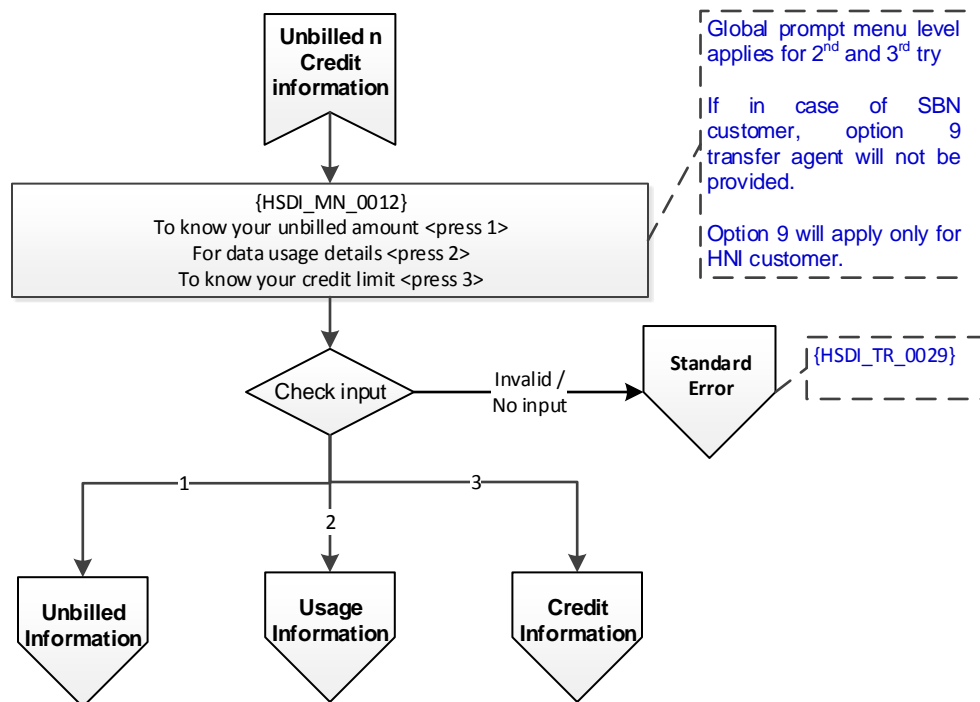 Unbilled n
Credit
information
Global prompt menu level
applies for 2nd and 3rd try
If in case of SBN
customer, option 9
transfer agent will not be
provided.
Option 9 will apply only for
HNI customer.
{HSDI_MN_0012}
To know your unbilled amount <press 1>
For data usage details <press 2>
To know your credit limit <press 3>
Check input
Invalid /
No input
Standard
Error
{HSDI_TR_0029}
1
2
3
Unbilled
Information
Usage
Information
Credit
Information